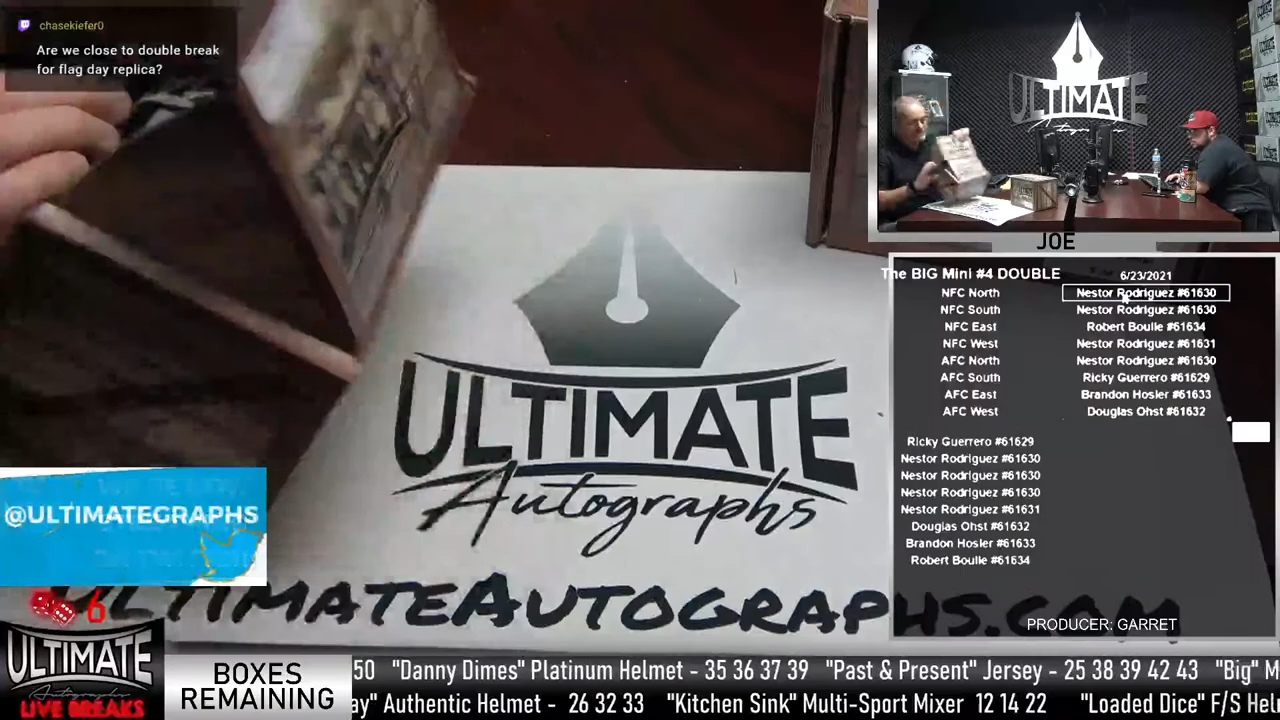 chasekiefer0
Are we close to double break
for flag day replica?
ULTIMATE
Autographs
JOE
The BIG Mini #4 DOUBLE
6/23/2021
NFC North Nestor Rodriguez #61630
NFC South Nestor Rodriguez #61630
NFC East Robert Boulle #61634
NFC West Nestor Rodriguez #61631
AFC North Nestor Rodriguez #61630
AFC South Ricky Guerrero #61629
AFC East Brandon Hosler #61633
AFC West Douglas Ohst #61632
Ricky Guerrero #61629
Nestor Rodriguez #61630
Nestor Rodriguez #61630
Nestor Rodriguez #61630
Nestor Rodriguez #61631
Douglas Ohst #61632
Brandon Hosler #61633
Robert Boulle #61634
PRODUCER: GARRET
ULTIMATE
Autographs
ULTIMATEAUTOGRAPHS.COM
@ULTIMATEGRAPHS
6
ULTIMATE
Autographs
LIVE BREAKS
BOXES
REMAINING
50 "Danny Dimes" Platinum Helmet - 35 36 37 39 "Past & Present" Jersey - 25 38 39 42 43 "Big" M
ay" Authentic Helmet - 26 32 33 "Kitchen Sink" Multi-Sport Mixer 12 14 22 "Loaded Dice" F/S Hel